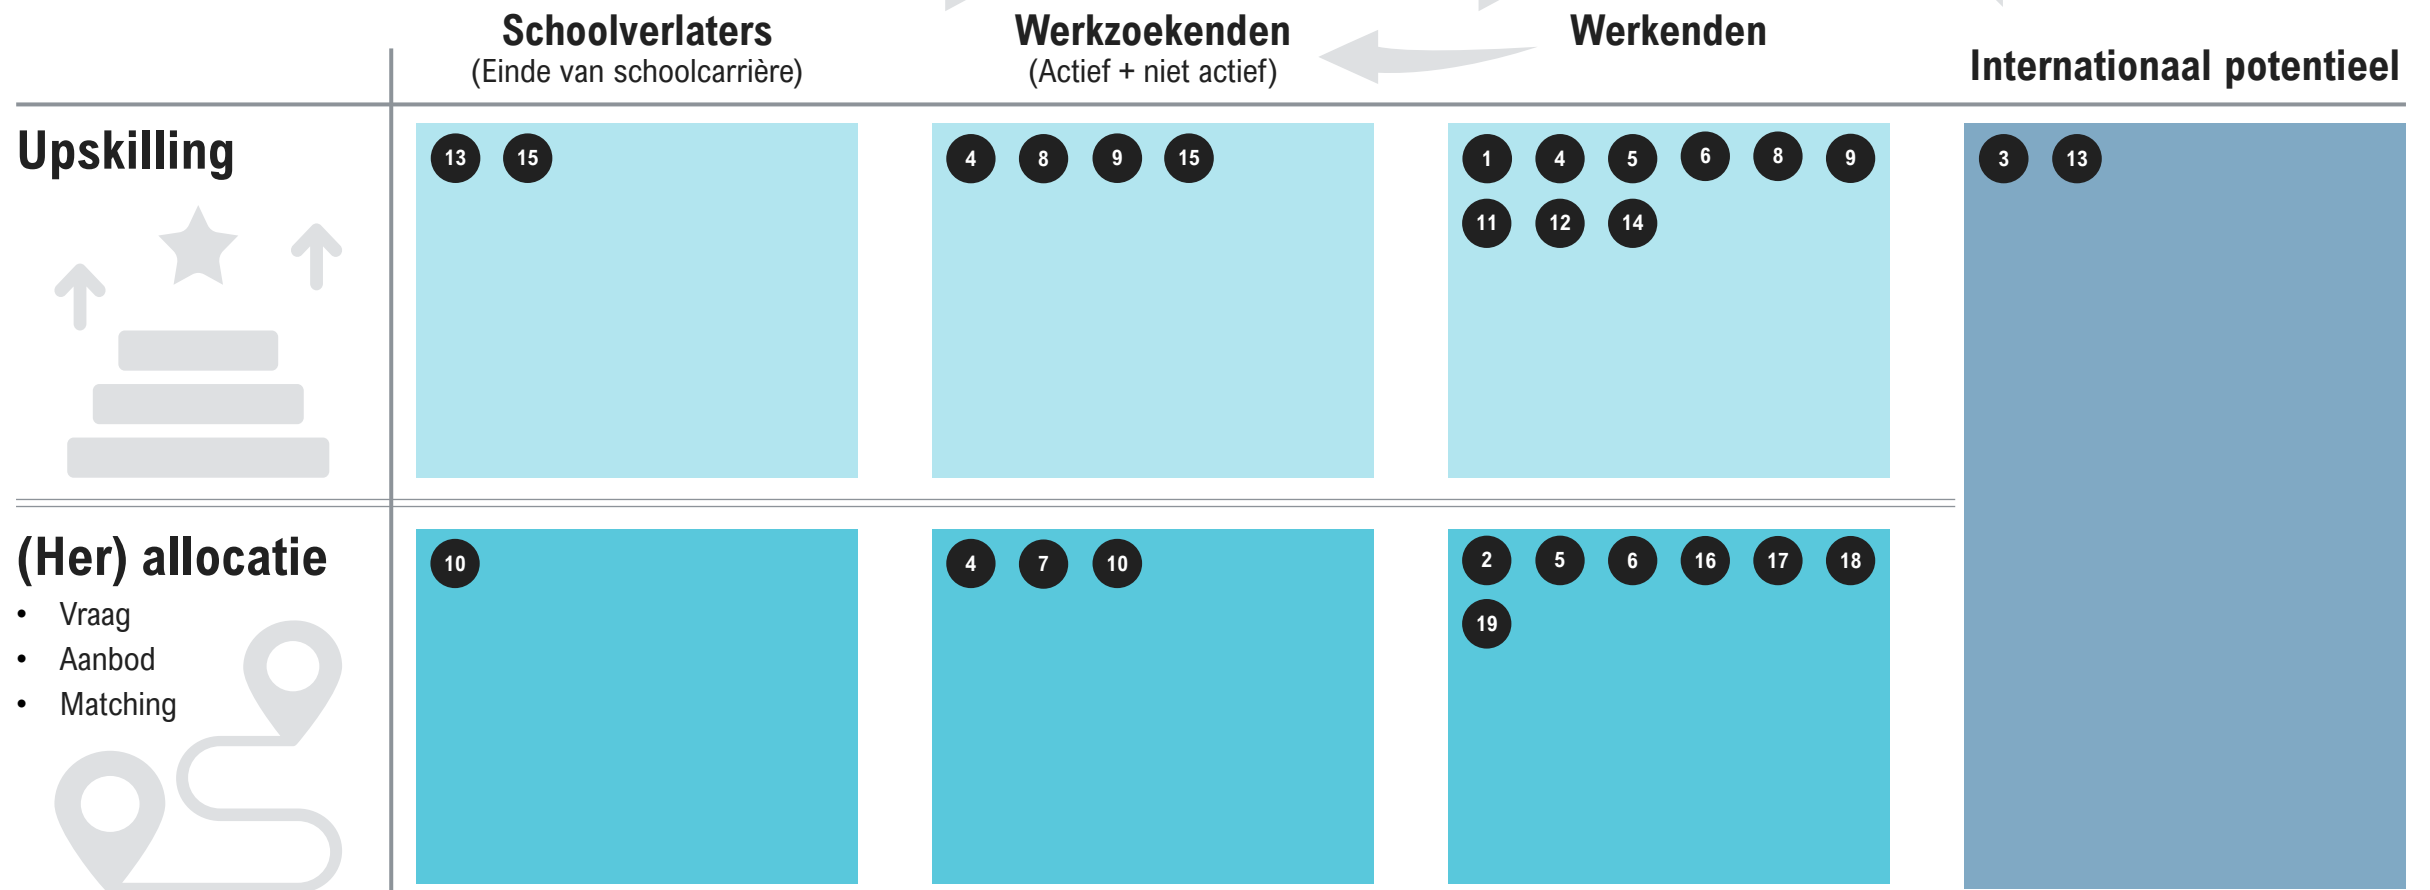 Schoolverlaters
(Einde van schoolcarrière)
Werkzoekenden
(Actief + niet actief)
Werkenden
Internationaal potentieel
Upskilling
13 15
4 8 9 15
1 4 5 6 8 9
11 12 14
3 13
(Her) allocatie
• Vraag
• Aanbod
• Matching
10
4 7 10
2 5 6 16 17 18
19